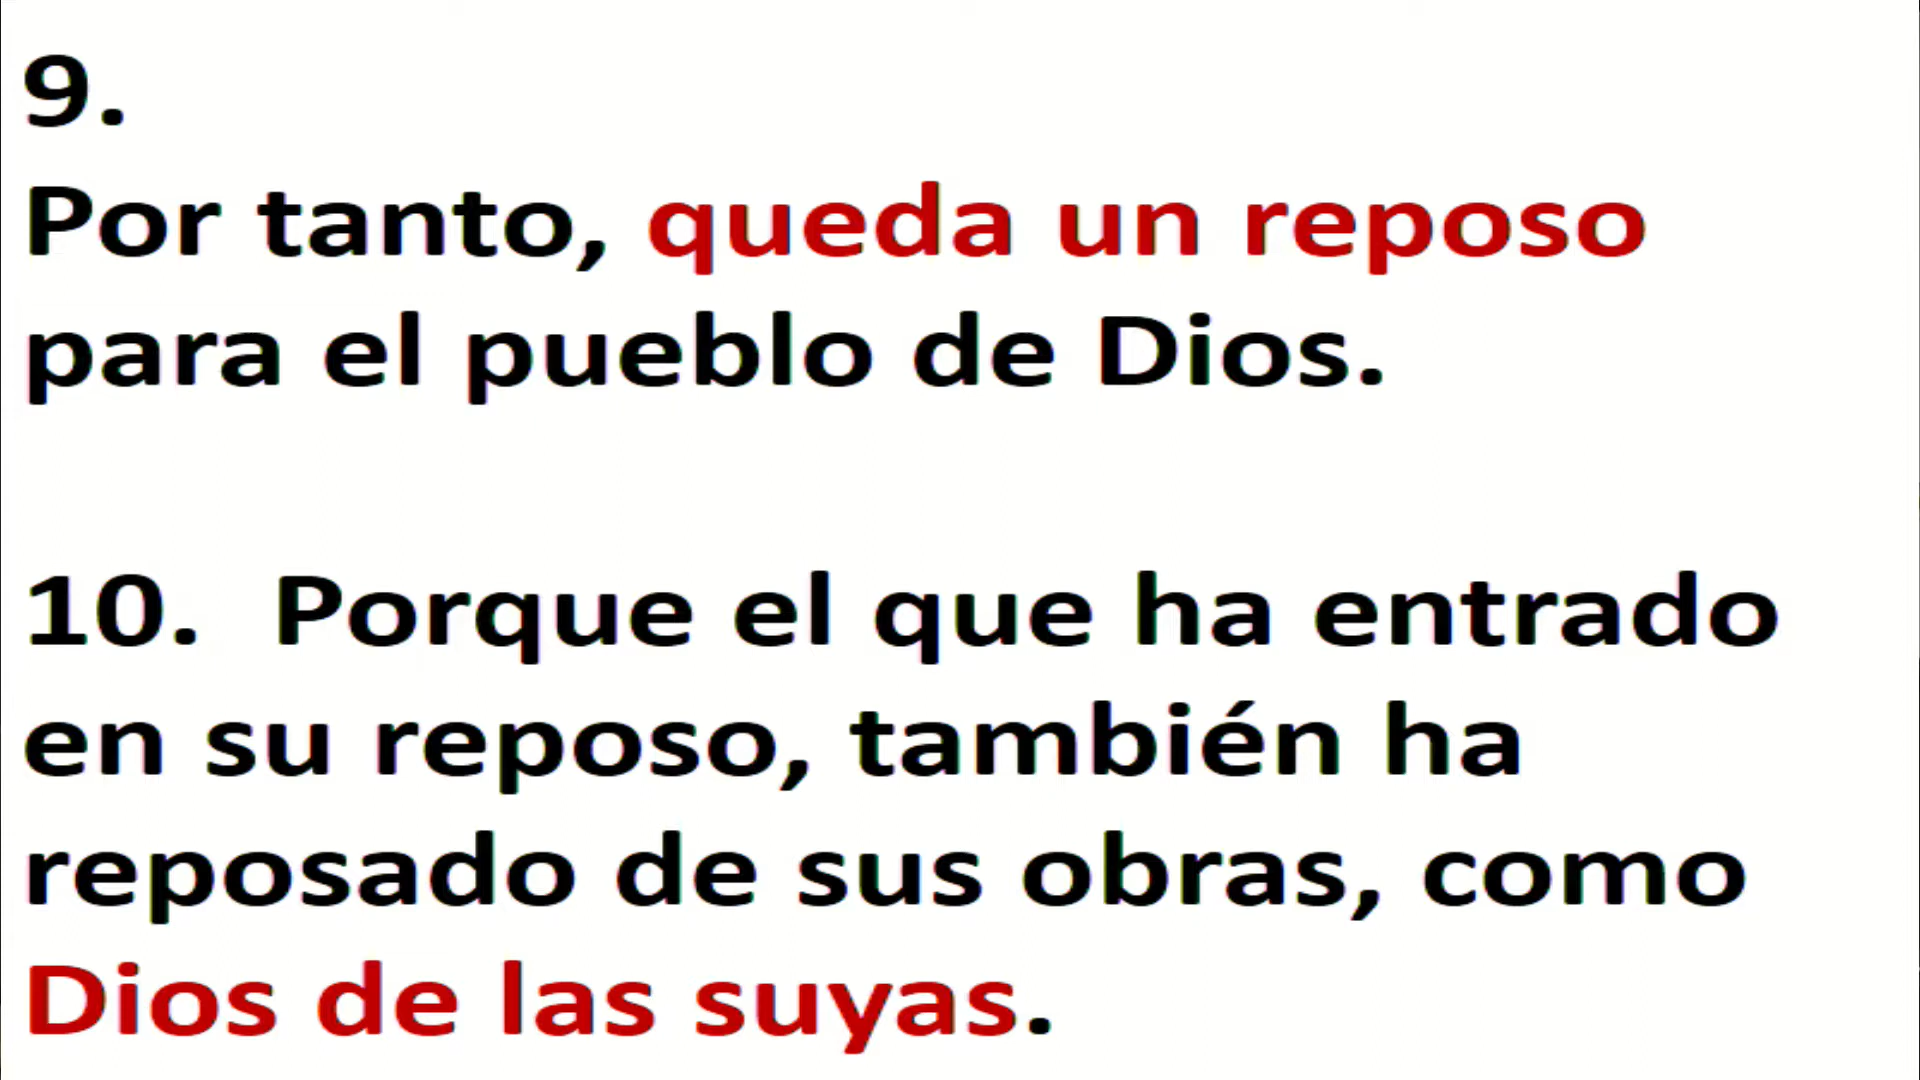 9.
Por tanto, queda un reposo
para el pueblo de Dios.
10. Porque el que ha entrado
en su reposo, también ha
reposado de sus obras, como
Dios de las suyas.